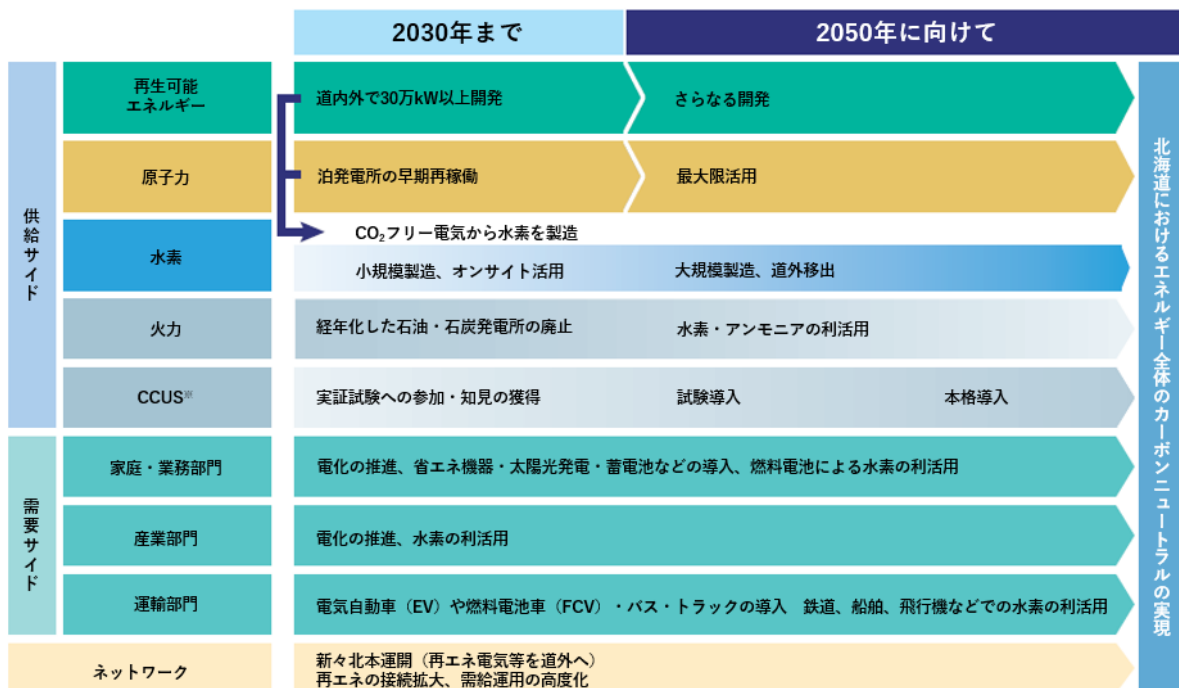 2030年まで
2050年に向けて
供給サイド
再生可能
エネルギー
道内外で30万kW以上開発
さらなる開発
原子力
泊発電所の早期再稼働
最大限活用
水素
CO₂フリー電気から水素を製造
小規模製造、オンサイト活用
大規模製造、道外移出
火力
経年化した石油・石炭発電所の廃止
水素・アンモニアの利活用
CCUS※
実証試験への参加・知見の獲得
試験導入
本格導入
需要サイド
家庭・業務部門
電化の推進、省エネ機器・太陽光発電・蓄電池などの導入、燃料電池による水素の利活用
産業部門
電化の推進、水素の利活用
運輸部門
電気自動車（EV）や燃料電池車（FCV）・バス・トラックの導入　鉄道、船舶、飛行機などでの水素の利活用
ネットワーク
新々北本運開（再エネ電気等を道外へ）
再エネの接続拡大、需給運用の高度化
北海道におけるエネルギー全体のカーボンニュートラルの実現